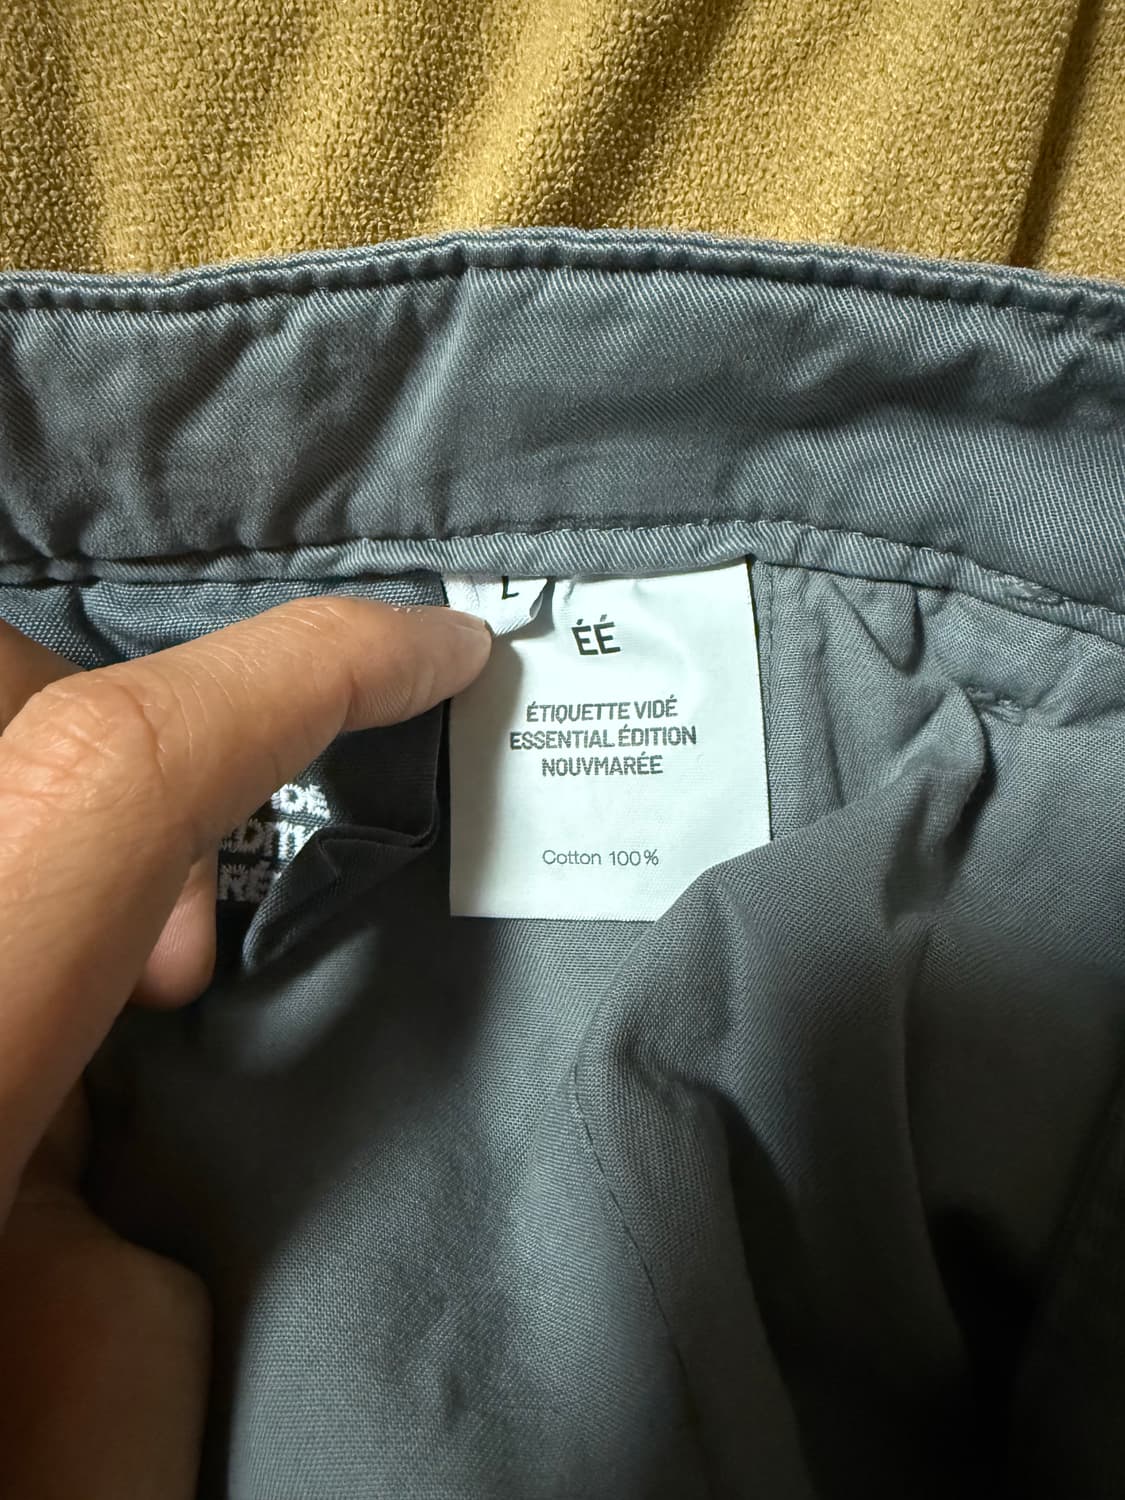 L
ÉÉ
ÉTIQUETTE VIDÉ
ESSENTIAL ÉDITION
NOUVMARÉE
Cotton 100%